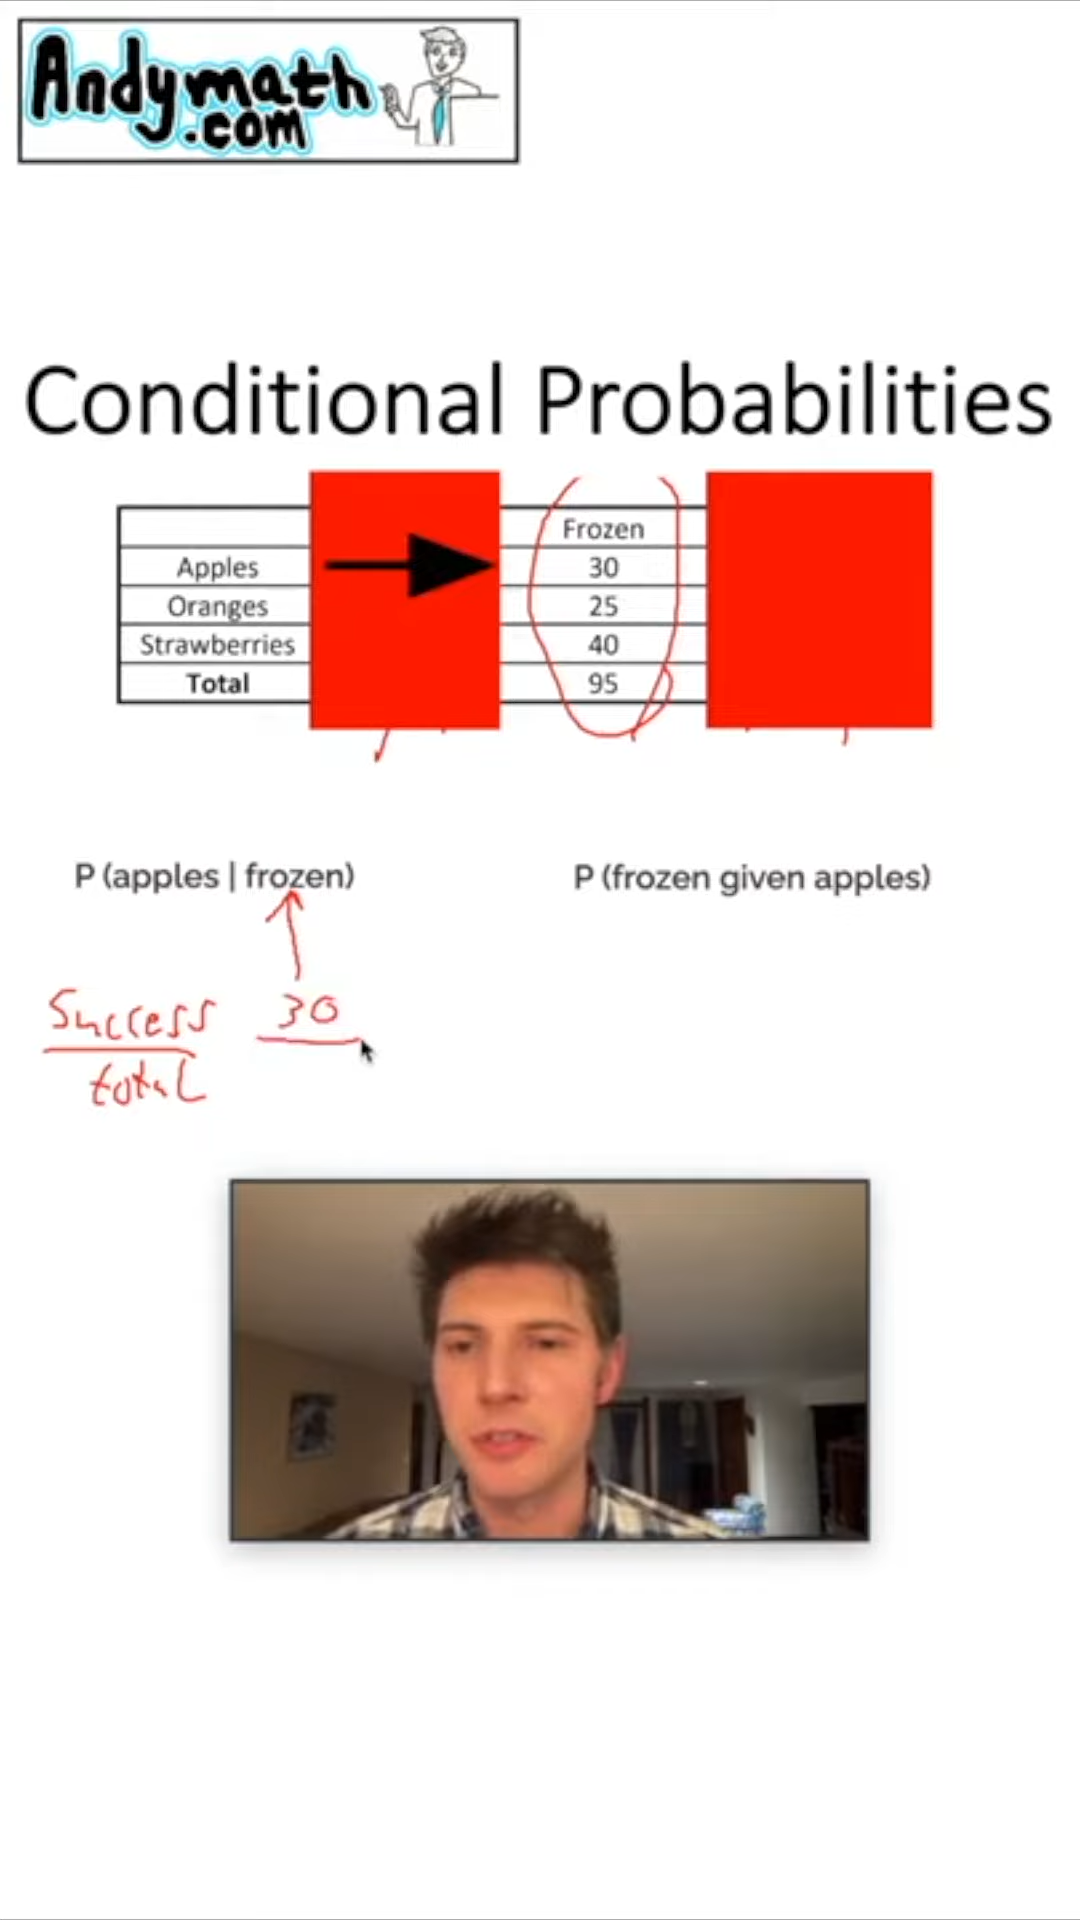 Andymath
.com
Conditional Probabilities
Frozen
Apples 30
Oranges 25
Strawberries 40
Total 95
P (apples | frozen)
P (frozen given apples)
Success
total
30